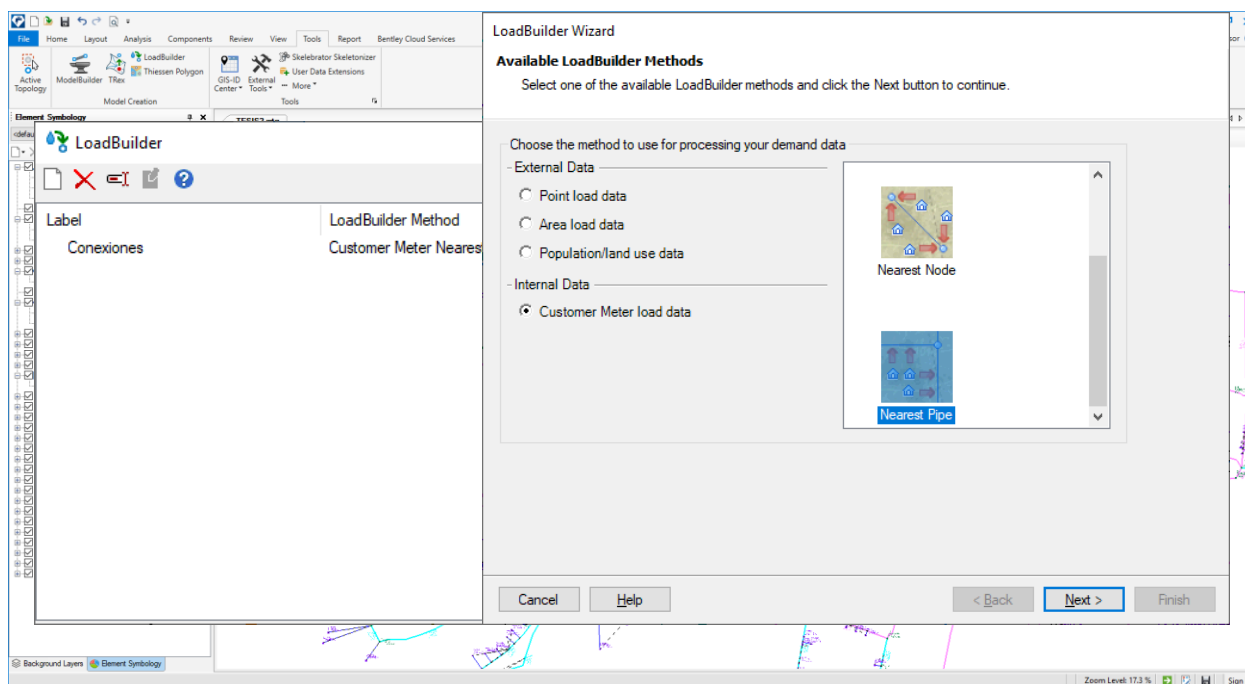 File Home Layout Analysis Components Review View Tools Report Bentley Cloud Services
Active Topology
ModelBuilder
TRex
LoadBuilder
Thiessen Polygon
Model Creation
GIS-ID Center
External Tools
Skelebrator Skeletonizer
User Data Extensions
More
Tools
Element Symbology
TESIS2.wtg
<defau
LoadBuilder
Label LoadBuilder Method
Conexiones Customer Meter Neares
LoadBuilder Wizard
Available LoadBuilder Methods
Select one of the available LoadBuilder methods and click the Next button to continue.
Choose the method to use for processing your demand data
External Data
Point load data
Area load data
Population/land use data
Internal Data
Customer Meter load data
Nearest Node
Nearest Pipe
Cancel Help < Back Next > Finish
Background Layers Element Symbology
Zoom Level: 17.3 % Sign